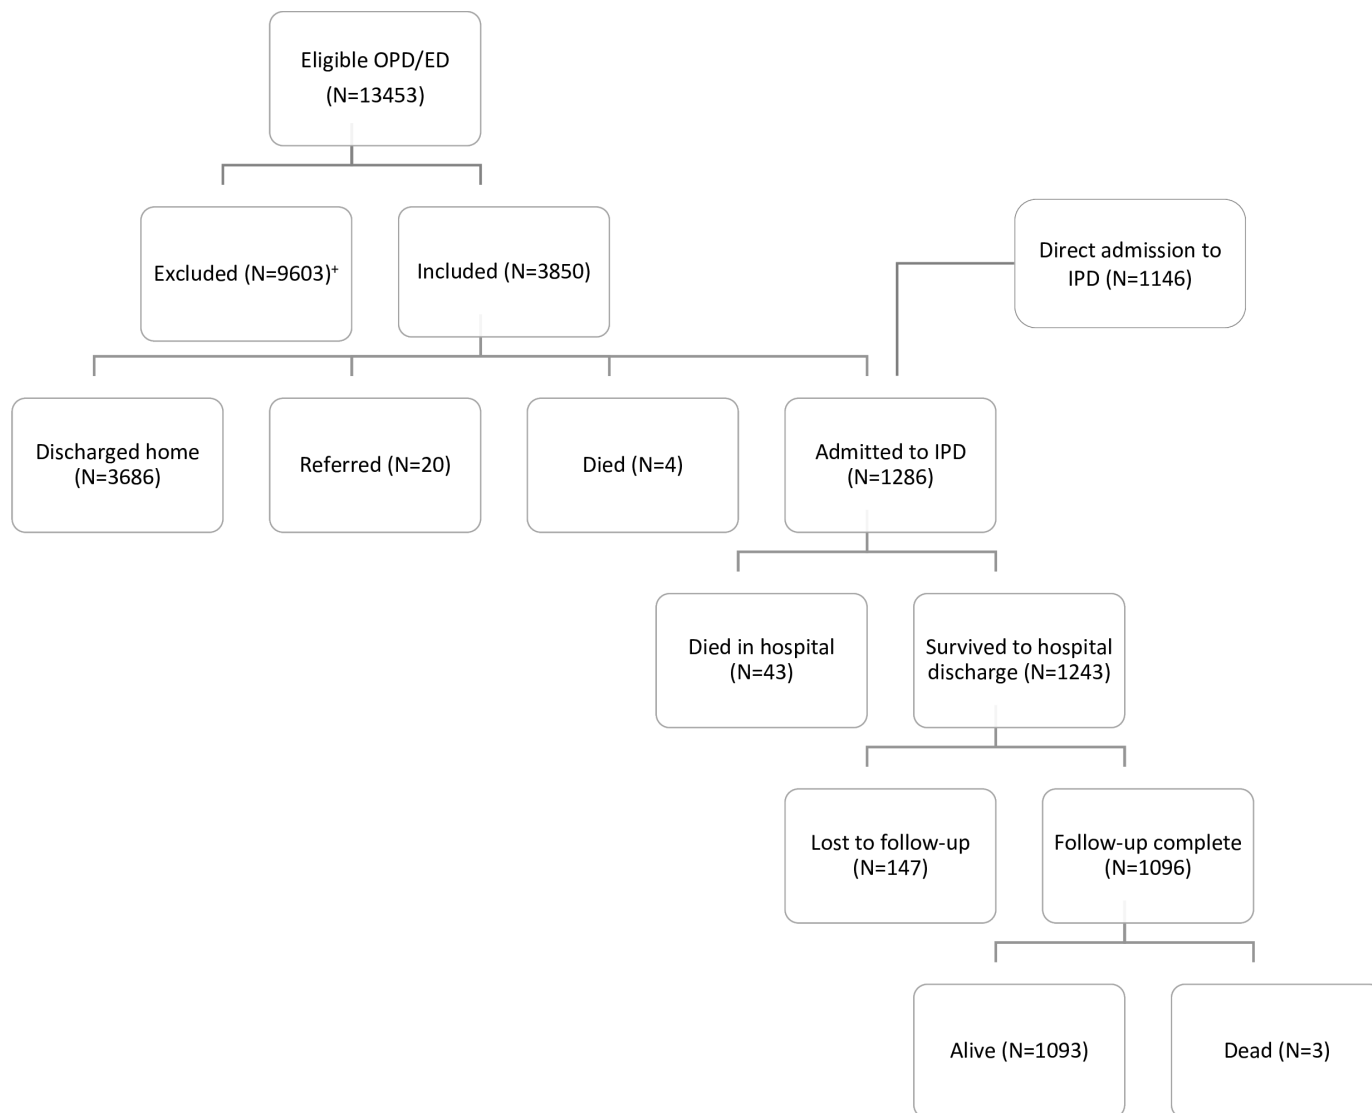 Eligible OPD/ED
(N=13453)
Excluded (N=9603)+
Included (N=3850)
Direct admission to
IPD (N=1146)
Discharged home
(N=3686)
Referred (N=20)
Died (N=4)
Admitted to IPD
(N=1286)
Died in hospital
(N=43)
Survived to hospital
discharge (N=1243)
Lost to follow-up
(N=147)
Follow-up complete
(N=1096)
Alive (N=1093)
Dead (N=3)